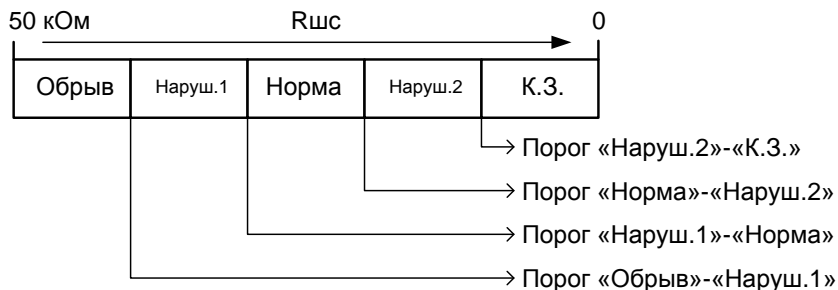 50 кОм Rшс 0
Обрыв Наруш.1 Норма Наруш.2 К.З.
Порог «Наруш.2»-«К.З.»
Порог «Норма»-«Наруш.2»
Порог «Наруш.1»-«Норма»
Порог «Обрыв»-«Наруш.1»